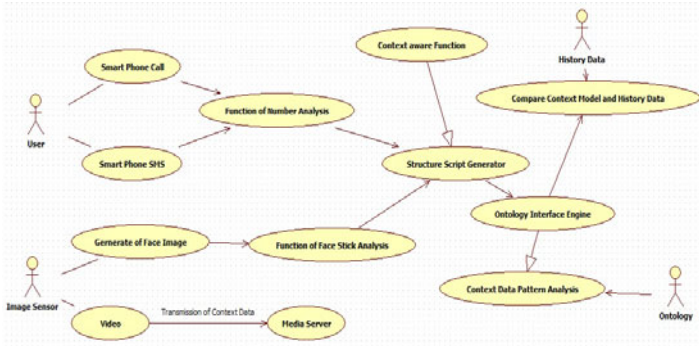 Context aware Function
History Data
Smart Phone Call
Function of Number Analysis
Compare Context Model and History Data
User
Smart Phone SMS
Structure Script Generator
Ontology Interface Engine
Gernerate of Face Image
Function of Face Stick Analysis
Context Data Pattern Analysis
Image Sensor
Ontology
Transmission of Context Data
Video
Media Server